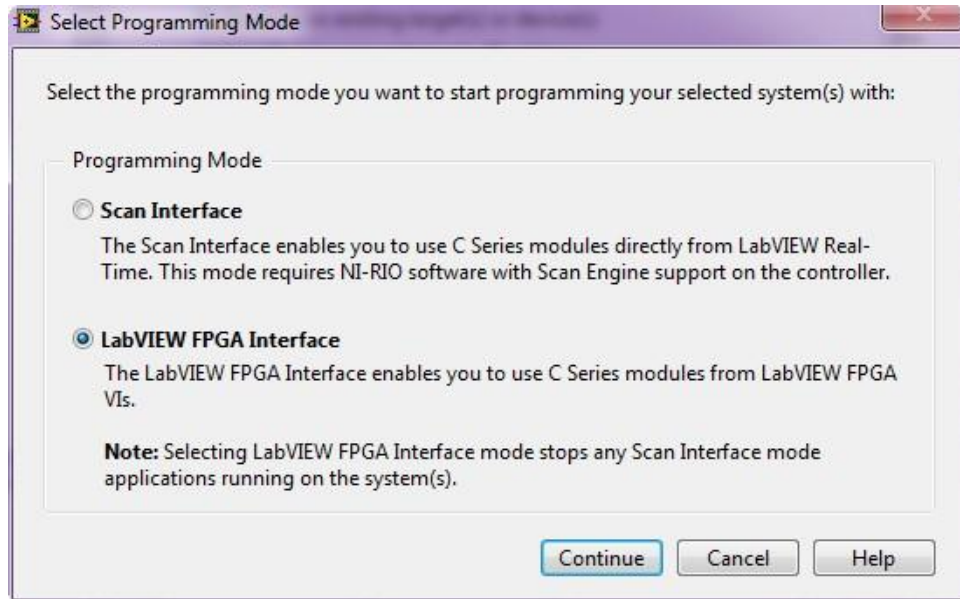 Select Programming Mode
Select the programming mode you want to start programming your selected system(s) with:
Programming Mode
Scan Interface
The Scan Interface enables you to use C Series modules directly from LabVIEW Real-
Time. This mode requires NI-RIO software with Scan Engine support on the controller.
LabVIEW FPGA Interface
The LabVIEW FPGA Interface enables you to use C Series modules from LabVIEW FPGA
VIs.
Note: Selecting LabVIEW FPGA Interface mode stops any Scan Interface mode
applications running on the system(s).
Continue Cancel Help